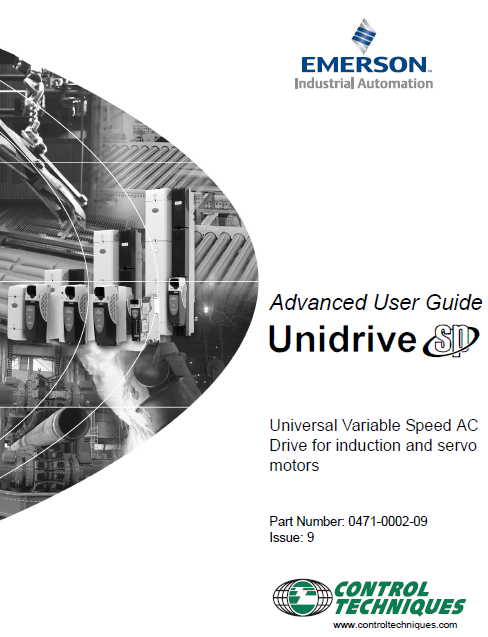 EMERSON
Industrial Automation
Advanced User Guide
Unidrive sp
Universal Variable Speed AC
Drive for induction and servo
motors
Part Number: 0471-0002-09
Issue: 9
CONTROL
TECHNIQUES
www.controltechniques.com